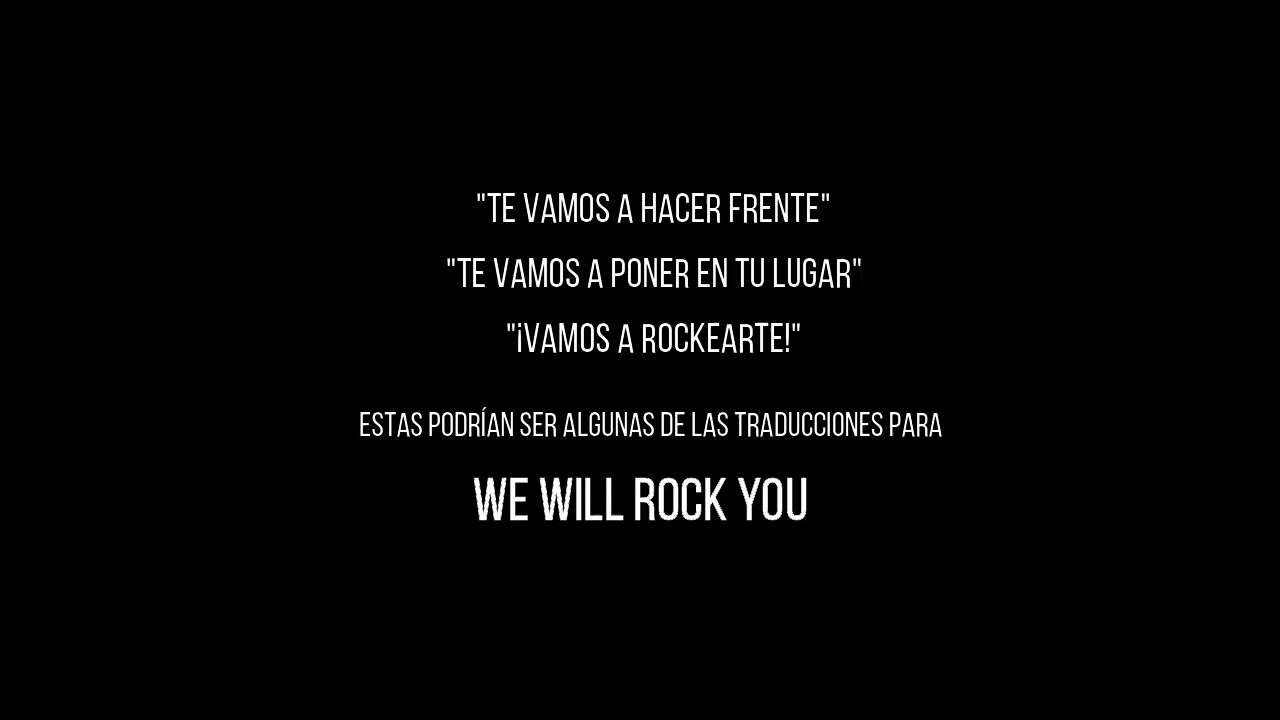 "TE VAMOS A HACER FRENTE"
"TE VAMOS A PONER EN TU LUGAR"
"¡VAMOS A ROCKEARTE!"
ESTAS PODRÍAN SER ALGUNAS DE LAS TRADUCCIONES PARA
WE WILL ROCK YOU